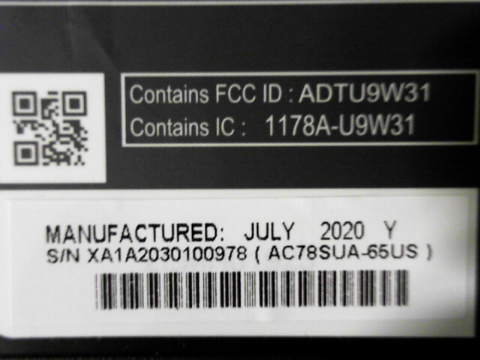 Contains FCC ID : ADTU9W31
Contains IC : 1178A-U9W31
MANUFACTURED: JULY 2020 Y
S/N XA1A2030100978 ( AC78SUA-65US )